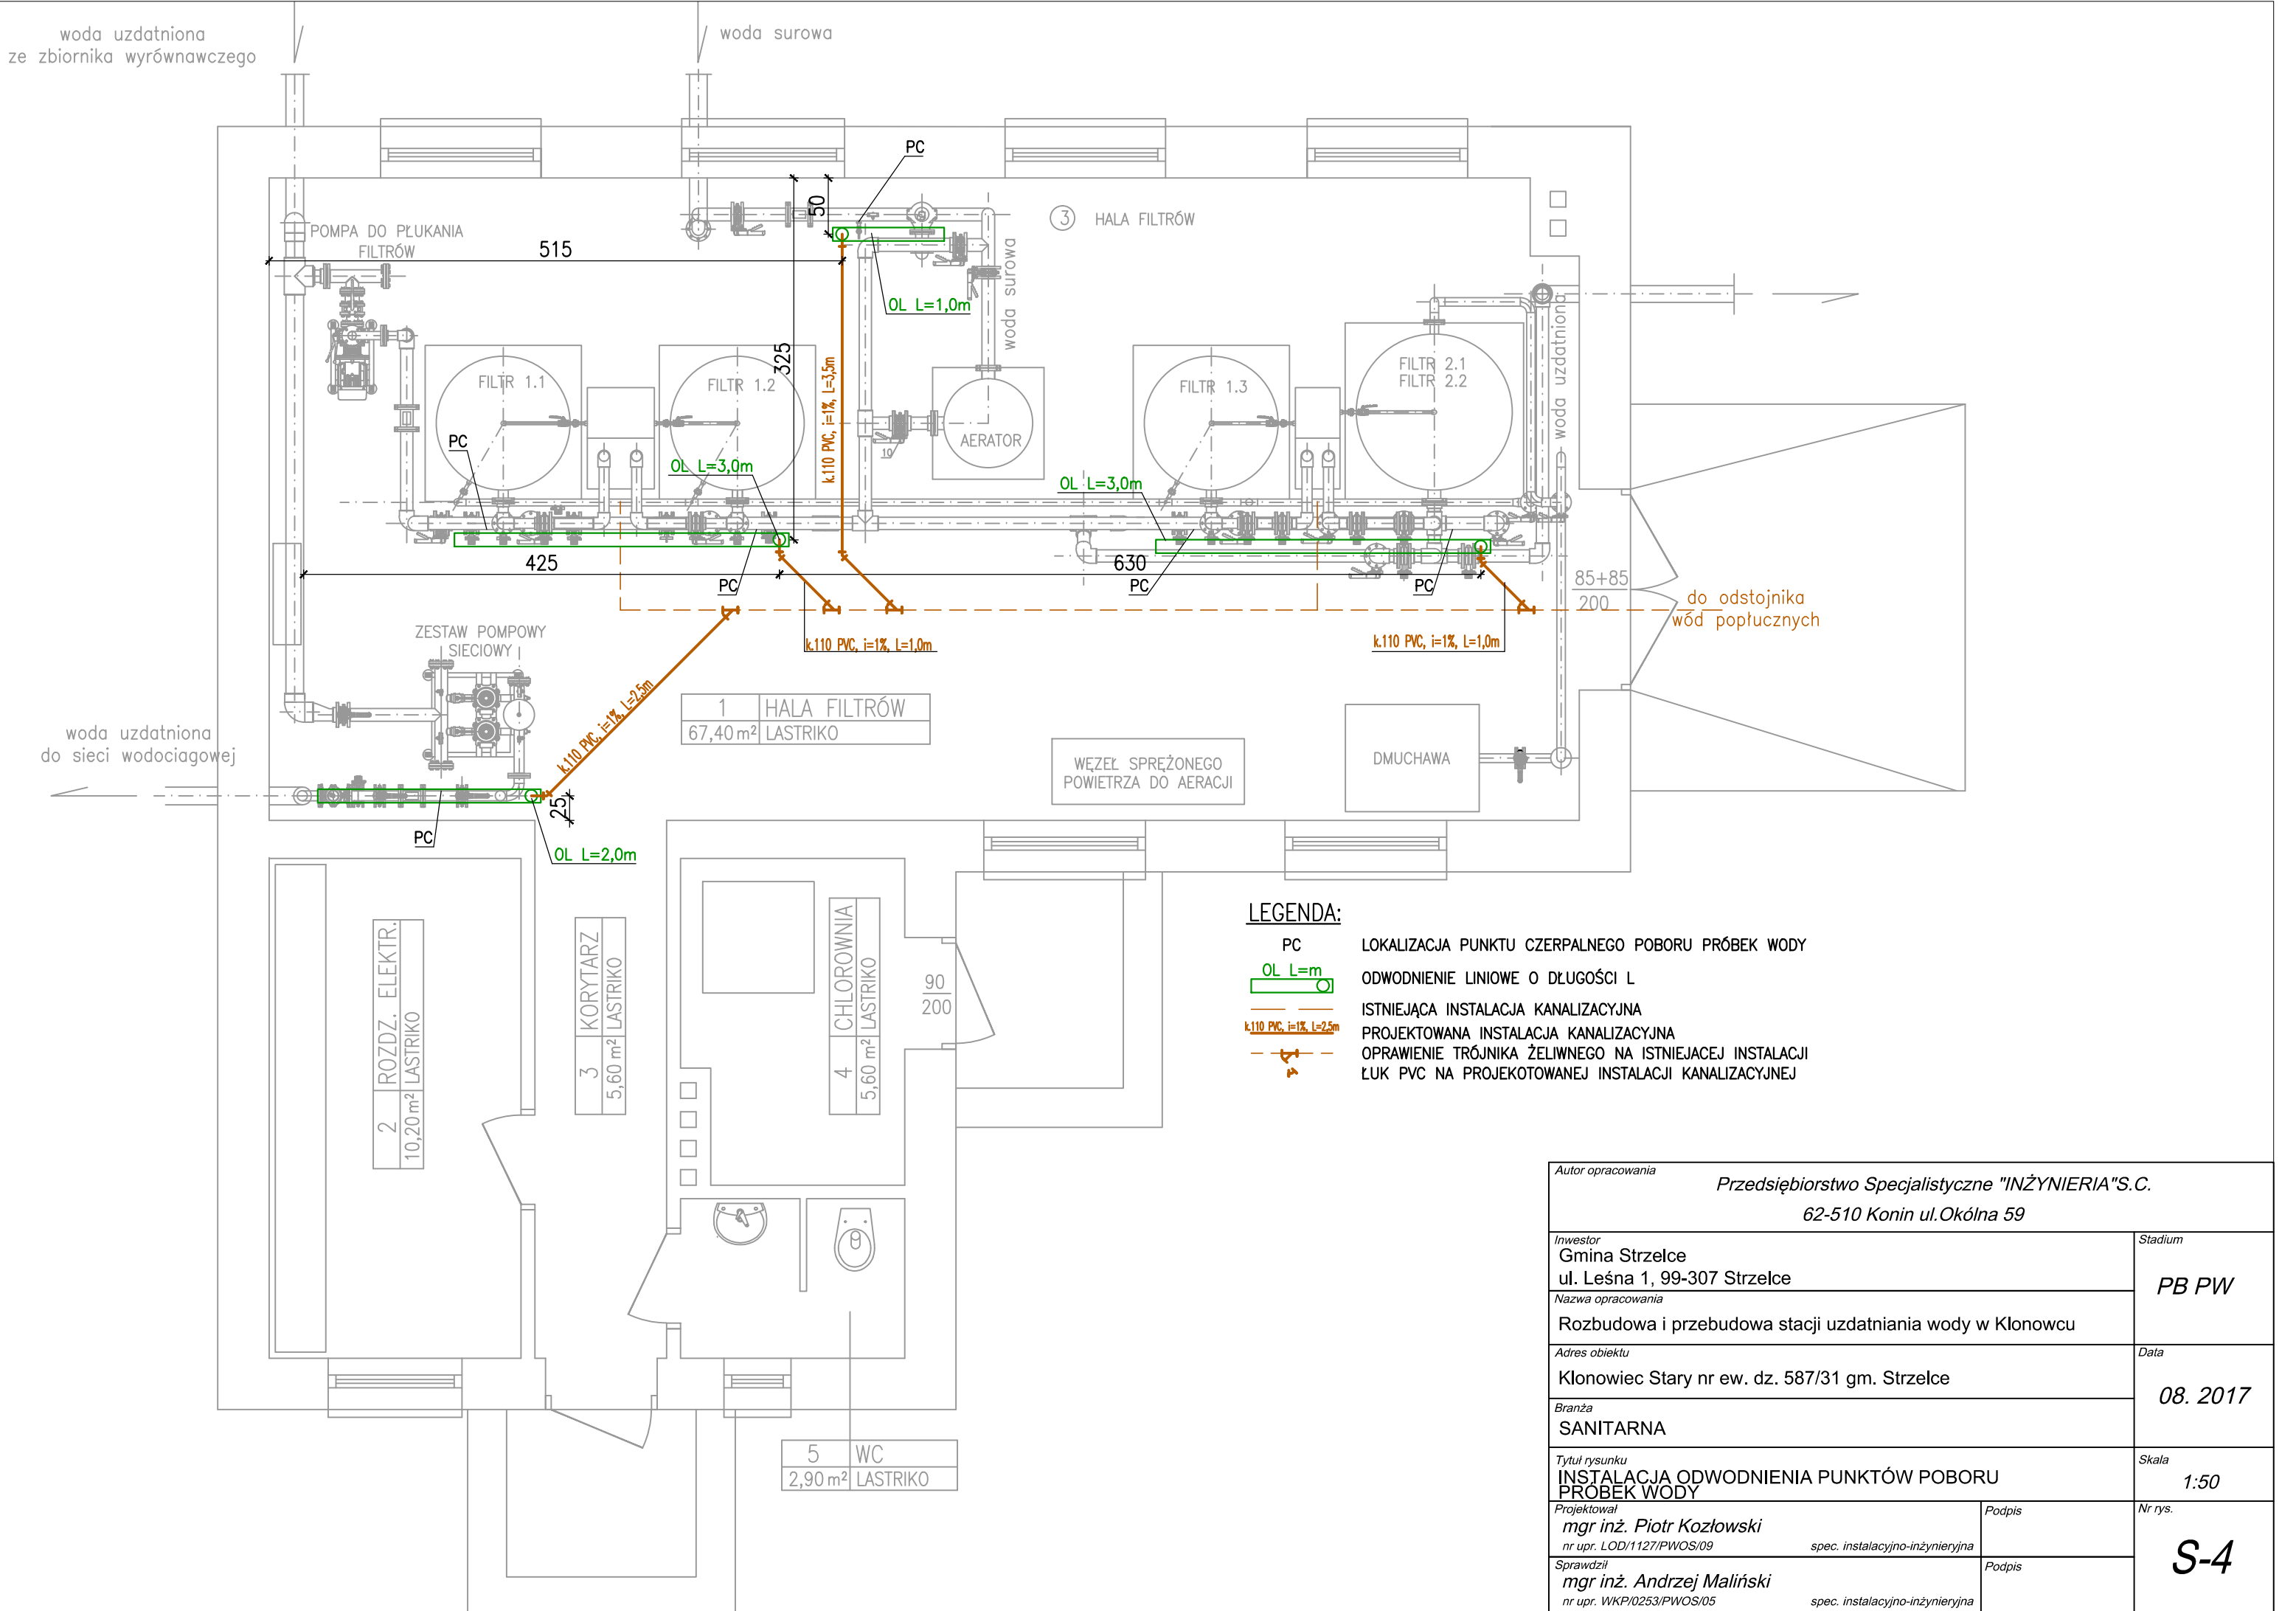 woda uzdatniona
ze zbiornika wyrównawczego
woda surowa
PC
50
3 HALA FILTRÓW
POMPA DO PŁUKANIA
FILTRÓW
515
OL L=1,0m
woda surowa
woda uzdatniona
325
k.110 PVC, i=1%, L=3,5m
FILTR 1.1
FILTR 1.2
FILTR 1.3
FILTR 2.1
FILTR 2.2
AERATOR
10
PC
OL L=3,0m
OL L=3,0m
425
630
PC
PC
PC
85+85
200
do odstojnika
wód popłucznych
ZESTAW POMPOWY
SIECIOWY
k.110 PVC, i=1%, L=1,0m
k.110 PVC, i=1%, L=1,0m
k.110 PVC, i=1%, L=2,5m
1 HALA FILTRÓW
67,40 m² LASTRIKO
woda uzdatniona
do sieci wodociągowej
WĘZEŁ SPRĘŻONEGO
POWIETRZA DO AERACJI
DMUCHAWA
25
PC
OL L=2,0m
2 ROZDZ. ELEKTR.
10,20 m² LASTRIKO
3 KORYTARZ
5,60 m² LASTRIKO
4 CHLOROWNIA
5,60 m² LASTRIKO
90
200
5 WC
2,90 m² LASTRIKO
LEGENDA:
PC LOKALIZACJA PUNKTU CZERPALNEGO POBORU PRÓBEK WODY
OL L=m ODWODNIENIE LINIOWE O DŁUGOŚCI L
ISTNIEJĄCA INSTALACJA KANALIZACYJNA
k.110 PVC, i=1%, L=2,5m PROJEKTOWANA INSTALACJA KANALIZACYJNA
OPRAWIENIE TRÓJNIKA ŻELIWNEGO NA ISTNIEJACEJ INSTALACJI
ŁUK PVC NA PROJEKOTOWANEJ INSTALACJI KANALIZACYJNEJ
Autor opracowania
Przedsiębiorstwo Specjalistyczne "INŻYNIERIA"S.C.
62-510 Konin ul.Okólna 59
Inwestor
Gmina Strzelce
ul. Leśna 1, 99-307 Strzelce
Stadium
PB PW
Nazwa opracowania
Rozbudowa i przebudowa stacji uzdatniania wody w Klonowcu
Adres obiektu
Klonowiec Stary nr ew. dz. 587/31 gm. Strzelce
Data
08. 2017
Branża
SANITARNA
Tytuł rysunku
INSTALACJA ODWODNIENIA PUNKTÓW POBORU
PRÓBEK WODY
Skala
1:50
Projektował
mgr inż. Piotr Kozłowski
nr upr. LOD/1127/PWOS/09 spec. instalacyjno-inżynieryjna
Podpis
Nr rys.
S-4
Sprawdził
mgr inż. Andrzej Maliński
nr upr. WKP/0253/PWOS/05 spec. instalacyjno-inżynieryjna
Podpis